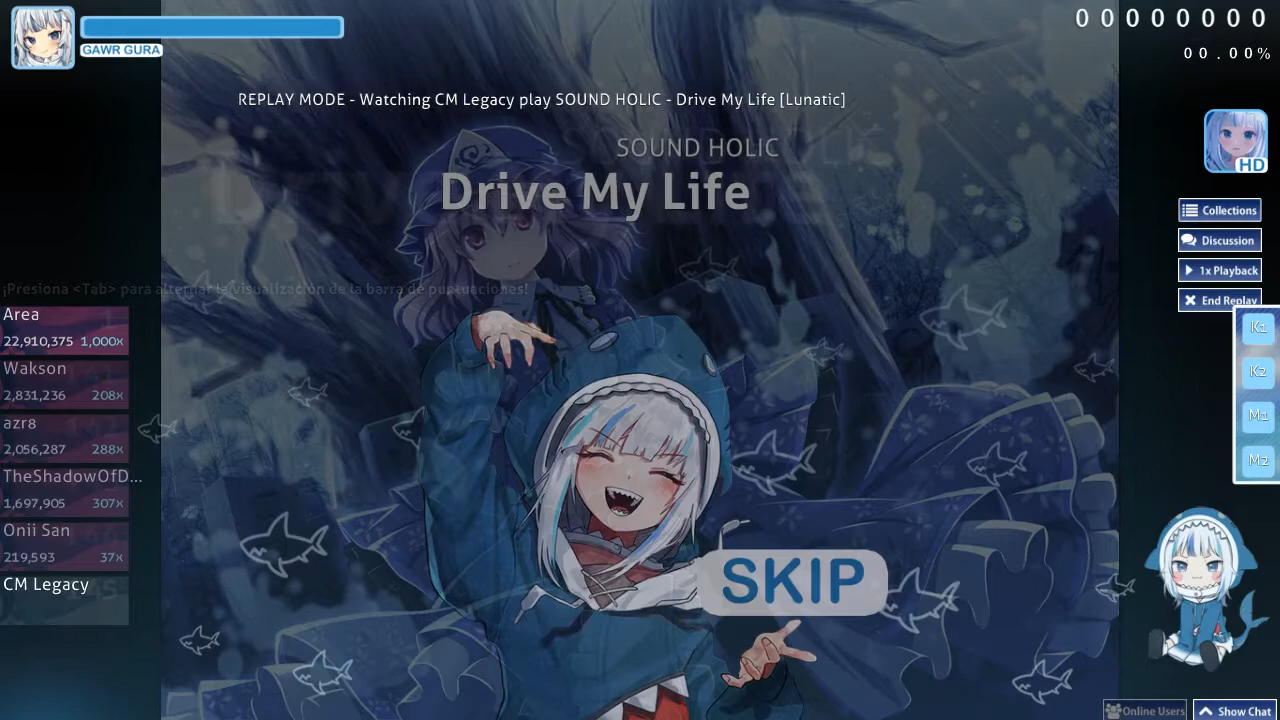 00000000
GAWR GURA
00.00%
REPLAY MODE - Watching CM Legacy play SOUND HOLIC - Drive My Life [Lunatic]
SOUND HOLIC
Drive My Life
HD
Collections
Discussion
1x Playback
End Replay
¡Presiona <Tab> para alternar la visualización de la barra de puntuaciones!
Area
22,910,375 1,000x
Wakson
2,831,236 208x
azr8
2,056,287 288x
TheShadowOfD...
1,697,905 307x
Onii San
219,593 37x
CM Legacy
K1
K2
M1
M2
SKIP
Online Users
Show Chat